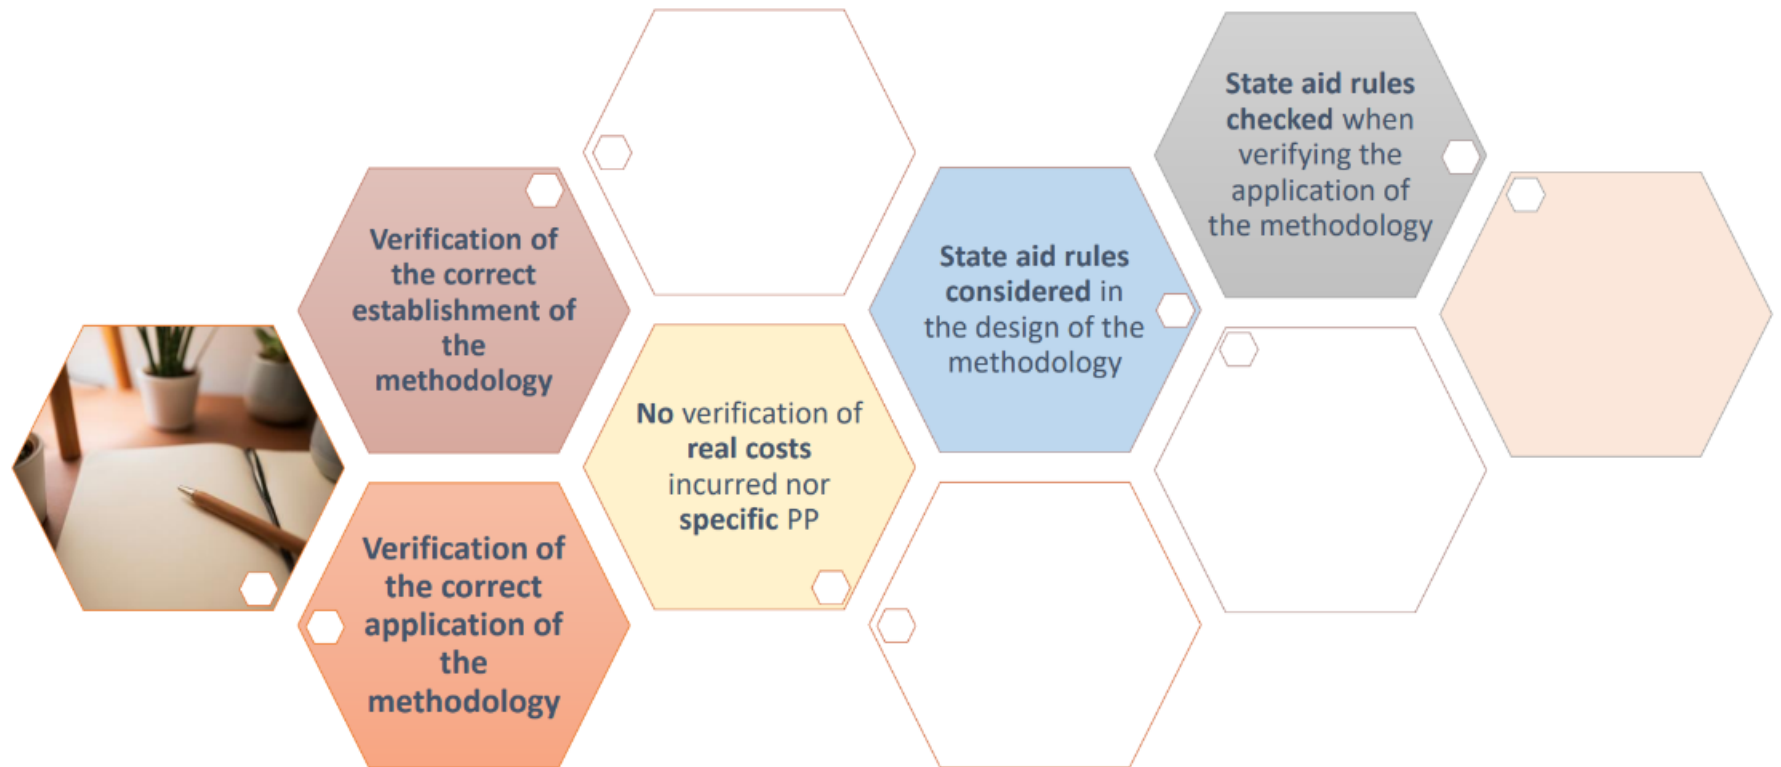 Verification of
the correct
establishment of
the
methodology
Verification of
the correct
application of
the
methodology
No verification of
real costs
incurred nor
specific PP
State aid rules
considered in
the design of the
methodology
State aid rules
checked when
verifying the
application of
the methodology